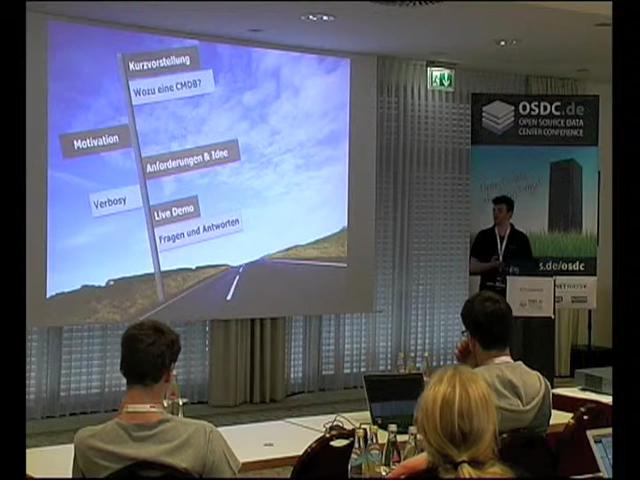 Kurzvorstellung
Wozu eine CMDB?
Motivation
Anforderungen & Idee
Verbosy
Live Demo
Fragen und Antworten
OSDC.de
OPEN SOURCE DATA
CENTER CONFERENCE
s.de/osdc